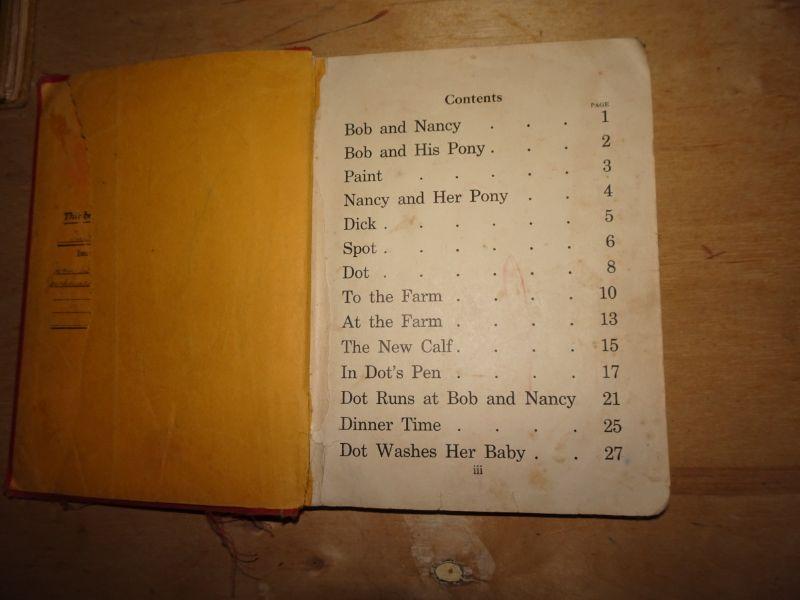 This be
Contents
PAGE
Bob and Nancy . . . 1
Bob and His Pony . . . 2
Paint . . . . . 3
Nancy and Her Pony . . 4
Dick . . . . . . 5
Spot . . . . . . 6
Dot . . . . . . 8
To the Farm . . . . 10
At the Farm . . . . 13
The New Calf . . . . 15
In Dot's Pen . . . . 17
Dot Runs at Bob and Nancy 21
Dinner Time . . . . 25
Dot Washes Her Baby . . 27
iii